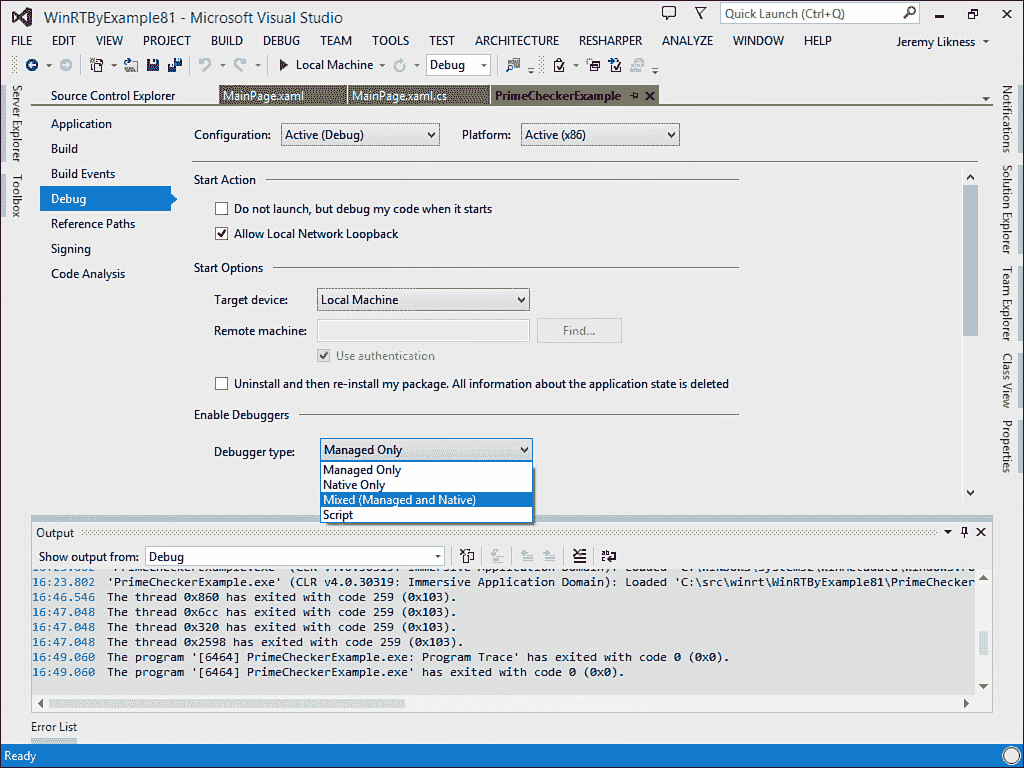 WinRTByExample81 - Microsoft Visual Studio
Quick Launch (Ctrl+Q)
FILE EDIT VIEW PROJECT BUILD DEBUG TEAM TOOLS TEST ARCHITECTURE RESHARPER ANALYZE WINDOW HELP Jeremy Likness
Local Machine Debug
Source Control Explorer MainPage.xaml MainPage.xaml.cs PrimeCheckerExample
Server Explorer
Toolbox
Application
Build
Build Events
Debug
Reference Paths
Signing
Code Analysis
Configuration: Active (Debug) Platform: Active (x86)
Start Action
Do not launch, but debug my code when it starts
Allow Local Network Loopback
Start Options
Target device: Local Machine
Remote machine: Find...
Use authentication
Uninstall and then re-install my package. All information about the application state is deleted
Enable Debuggers
Debugger type: Managed Only
Managed Only
Native Only
Mixed (Managed and Native)
Script
Notifications
Solution Explorer
Team Explorer
Class View
Properties
Output
Show output from: Debug
16:23.802 'PrimeCheckerExample.exe' (CLR v4.0.30319: Immersive Application Domain): Loaded 'C:\src\winrt\WinRTByExample81\PrimeChecker
16:46.546 The thread 0x860 has exited with code 259 (0x103).
16:47.048 The thread 0x6cc has exited with code 259 (0x103).
16:47.048 The thread 0x320 has exited with code 259 (0x103).
16:47.048 The thread 0x2598 has exited with code 259 (0x103).
16:49.060 The program '[6464] PrimeCheckerExample.exe: Program Trace' has exited with code 0 (0x0).
16:49.060 The program '[6464] PrimeCheckerExample.exe' has exited with code 0 (0x0).
Error List
Ready